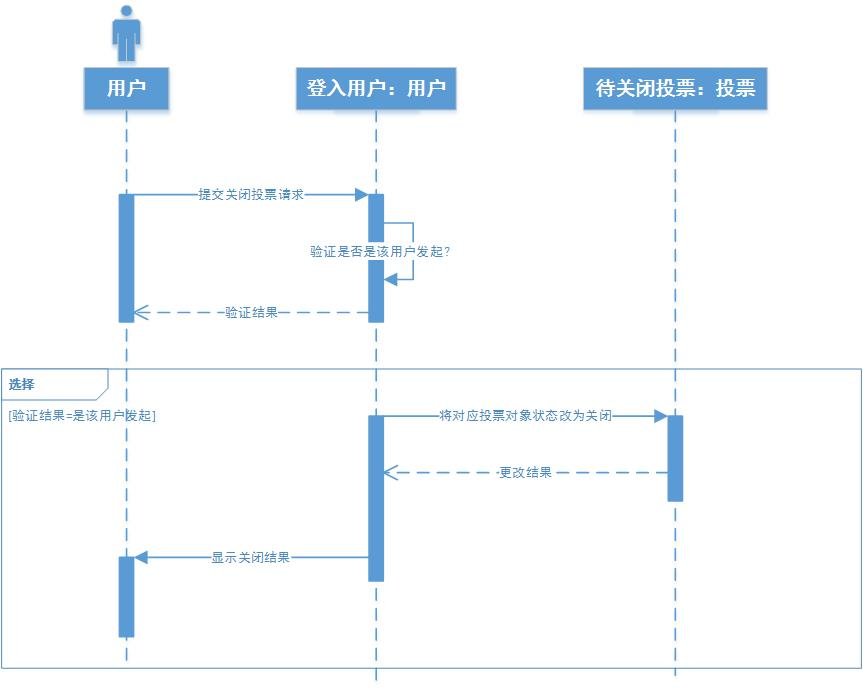 用户
登入用户：用户
待关闭投票：投票
提交关闭投票请求
验证是否是该用户发起?
验证结果
选择
[验证结果=是该用户发起]
将对应投票对象状态改为关闭
更改结果
显示关闭结果